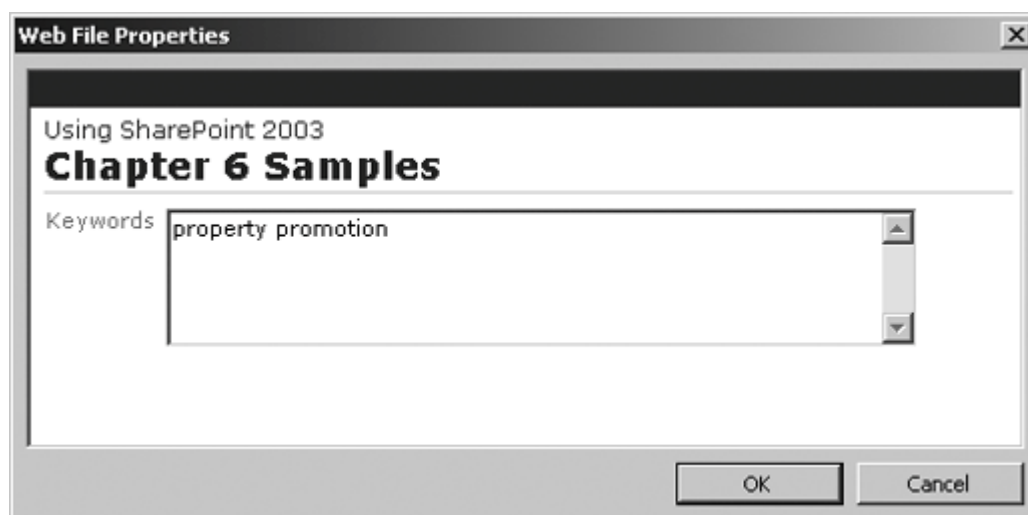 Web File Properties
Using SharePoint 2003
Chapter 6 Samples
Keywords
property promotion
OK
Cancel